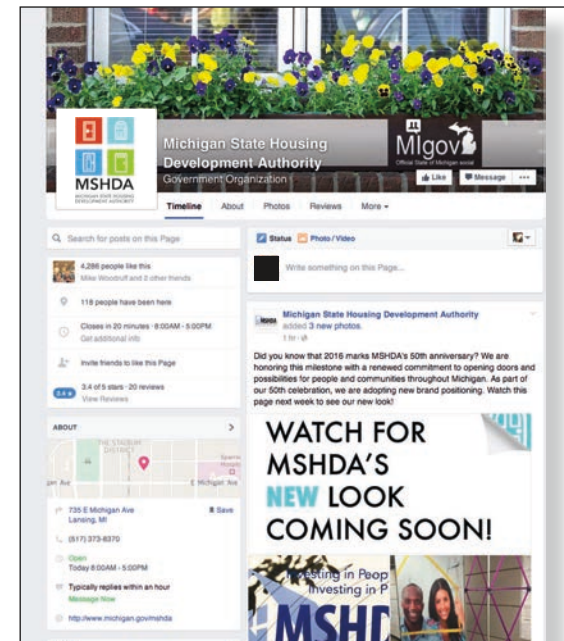 MSHDA
MICHIGAN STATE HOUSING
DEVELOPMENT AUTHORITY
Michigan State Housing
Development Authority
Government Organization
MIgov
Official State of Michigan social
Like
Message
Timeline About Photos Reviews More
Search for posts on this Page
4,286 people like this
Mike Woodruff and 2 other friends
118 people have been here
Closes in 20 minutes · 8:00AM - 5:00PM
Get additional info
Invite friends to like this Page
3.4
3.4 of 5 stars · 20 reviews
View Reviews
ABOUT
THE STADIUM
DISTRICT
E Michigan Ave
735 E Michigan Ave
Lansing, MI
Save
(517) 373-8370
Open
Today 8:00AM - 5:00PM
Typically replies within an hour
Message Now
http://www.michigan.gov/mshda
Status Photo / Video
Write something on this Page...
MSHDA
Michigan State Housing Development Authority
added 3 new photos.
1 hr ·
Did you know that 2016 marks MSHDA's 50th anniversary? We are
honoring this milestone with a renewed commitment to opening doors and
possibilities for people and communities throughout Michigan. As part of
our 50th celebration, we are adopting new brand positioning. Watch this
page next week to see our new look!
WATCH FOR
MSHDA'S
NEW LOOK
COMING SOON!
Investing in Peop
Investing in P
MSHD